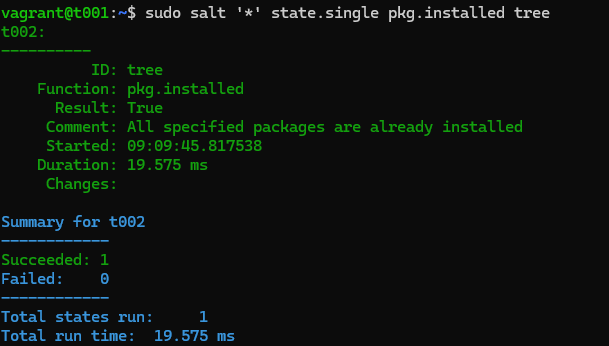 vagrant@t001:~$ sudo salt '*' state.single pkg.installed tree
t002:
----------
          ID: tree
    Function: pkg.installed
      Result: True
     Comment: All specified packages are already installed
     Started: 09:09:45.817538
    Duration: 19.575 ms
     Changes:

Summary for t002
------------
Succeeded: 1
Failed:    0
------------
Total states run:     1
Total run time:  19.575 ms